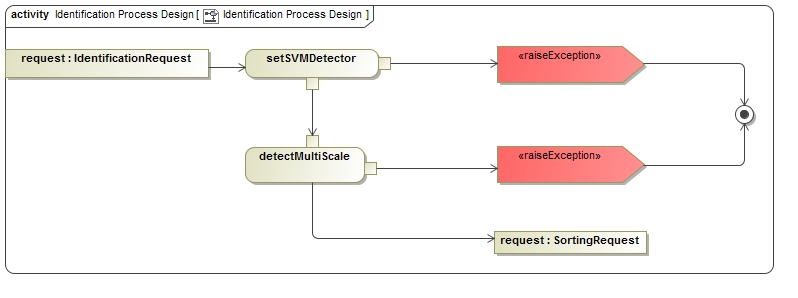 activity Identification Process Design [ Identification Process Design ]
request : IdentificationRequest
setSVMDetector
«raiseException»
detectMultiScale
«raiseException»
request : SortingRequest